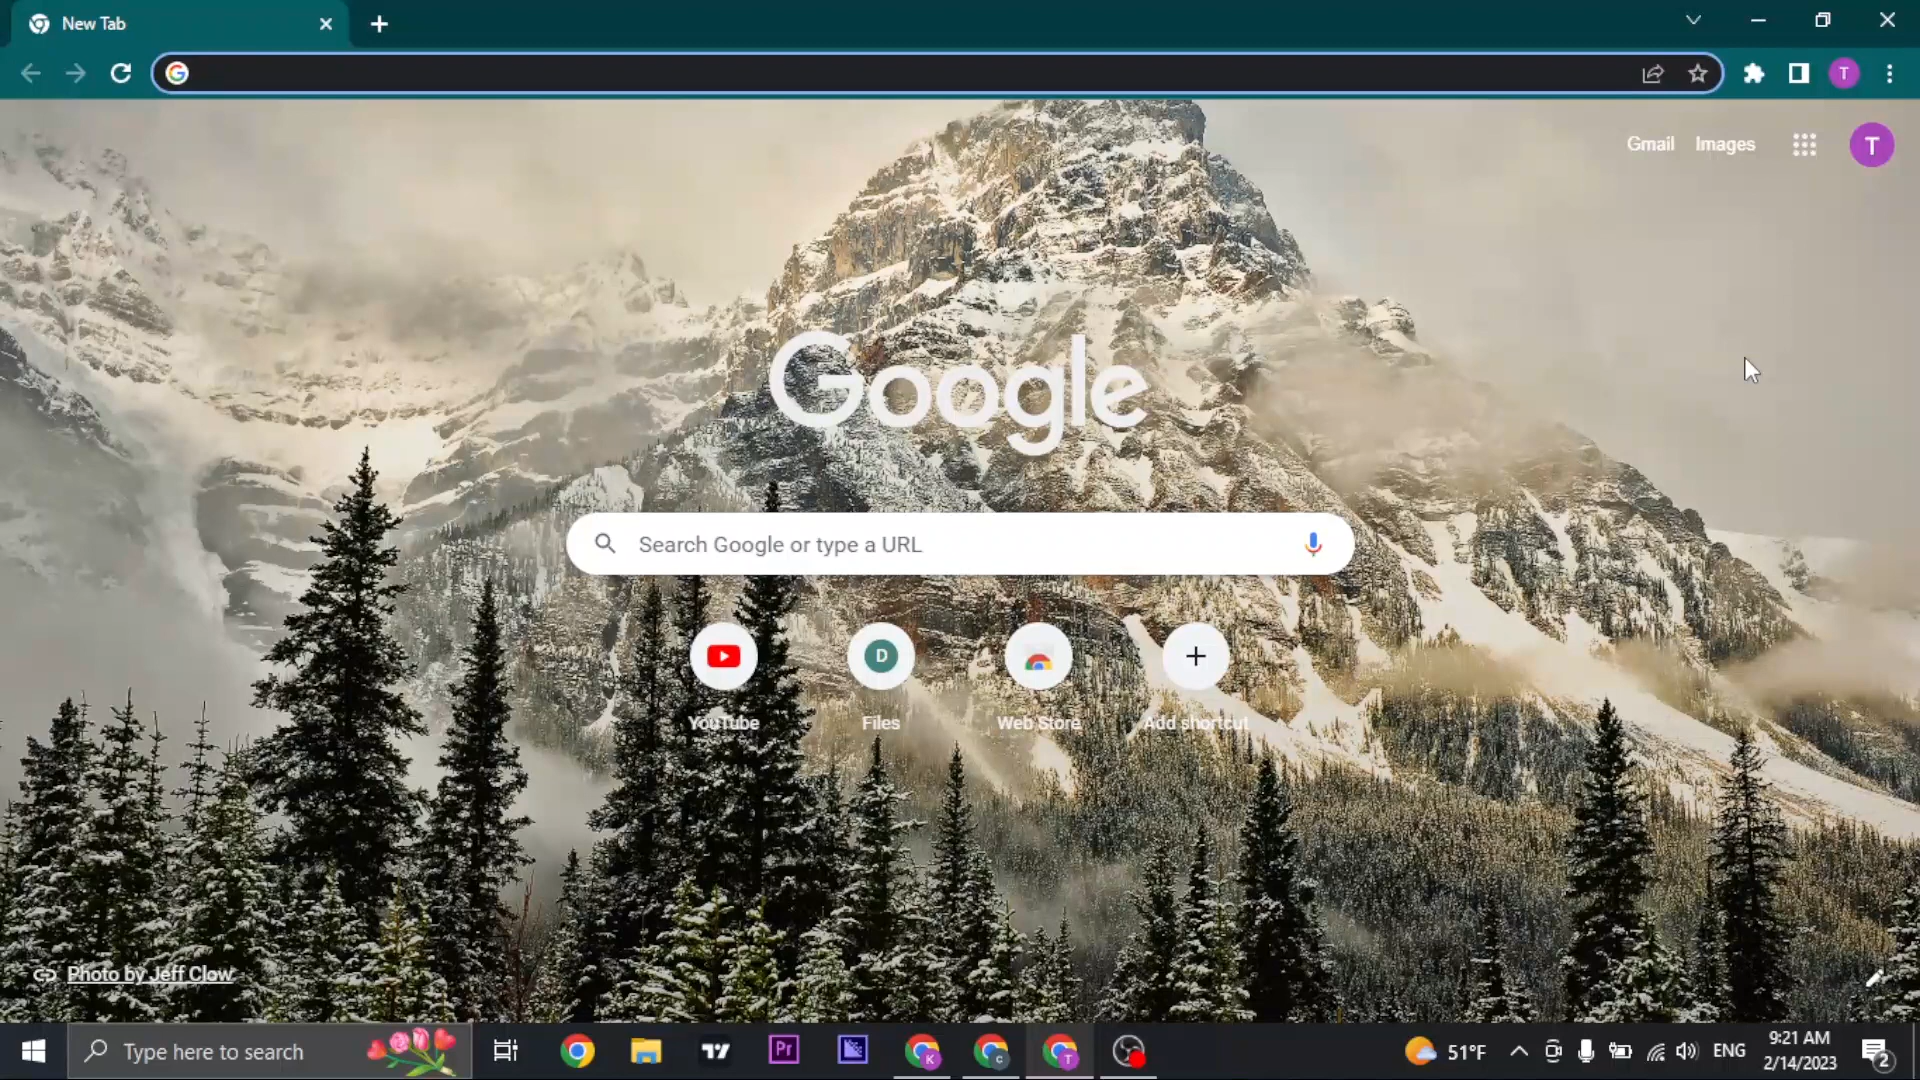 New Tab
Gmail Images
T
T
Google
Search Google or type a URL
D
YouTube Files Web Store Add shortcut
Photo by Jeff Clow
Type here to search
Pr
K
c
T
51°F
ENG
9:21 AM
2/14/2023
2